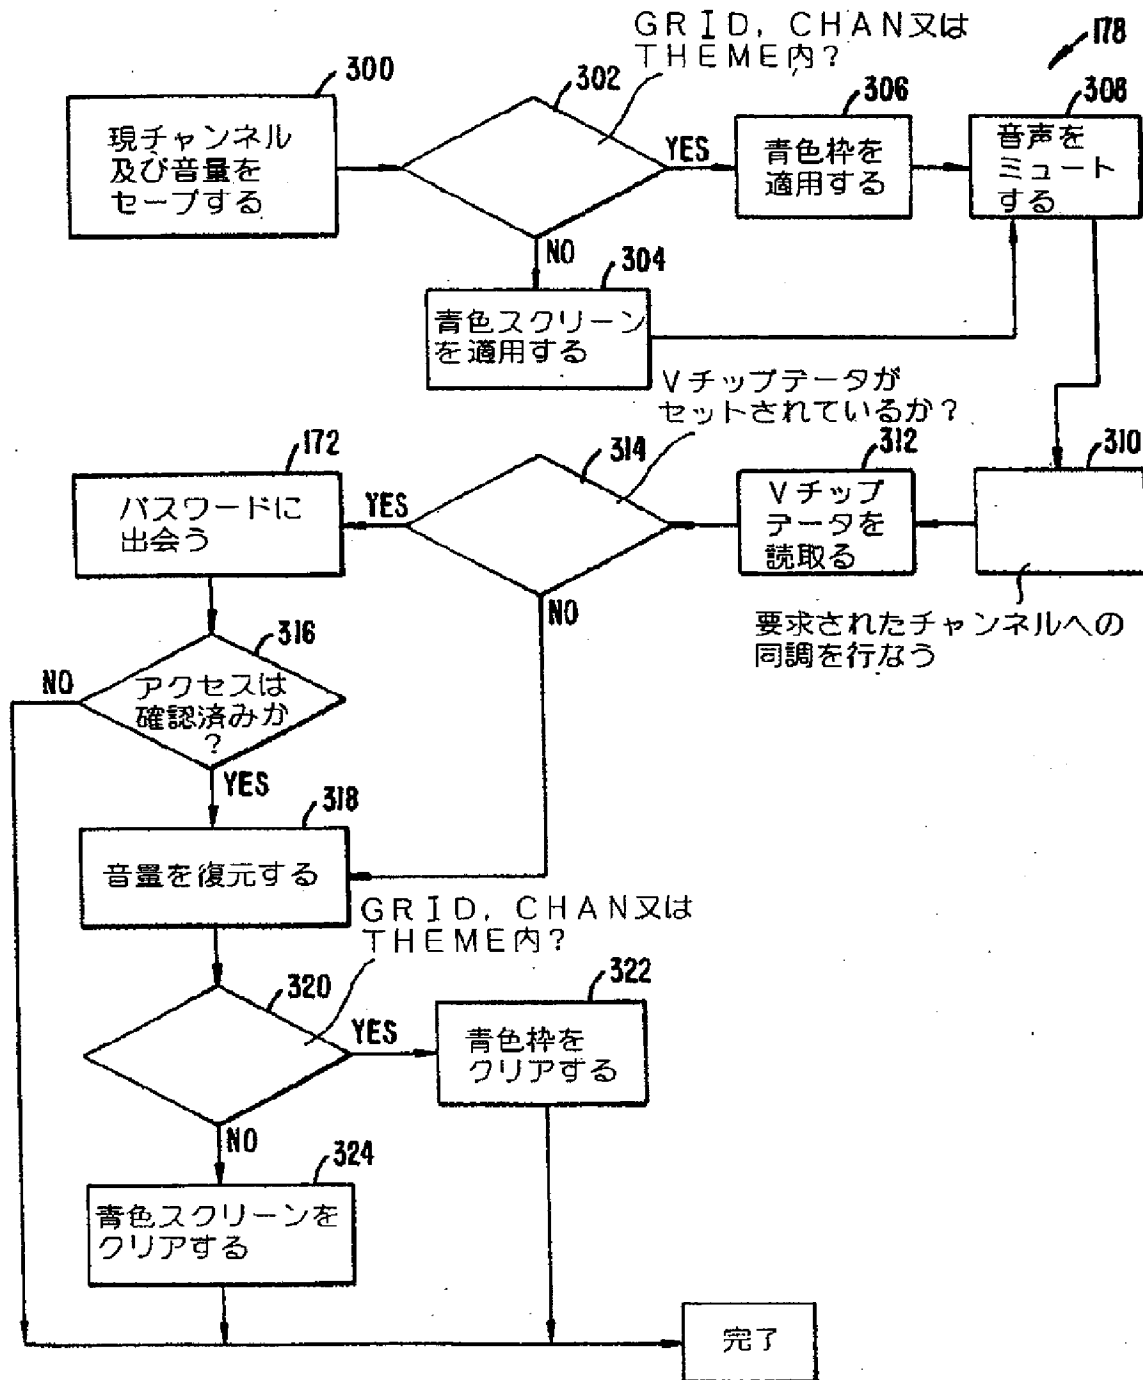 GRID, CHAN又は
THEME内?
178
300
現チャンネル
及び音量を
セーブする
302
YES
NO
306
青色枠を
適用する
308
音声を
ミュート
する
304
青色スクリーン
を適用する
Vチップデータが
セットされているか?
172
パスワードに
出会う
YES
314
NO
312
Vチップ
データを
読取る
310
要求されたチャンネルへの
同調を行なう
316
アクセスは
確認済みか
?
NO
YES
318
音量を復元する
GRID, CHAN又は
THEME内?
320
YES
NO
322
青色枠を
クリアする
324
青色スクリーンを
クリアする
完了